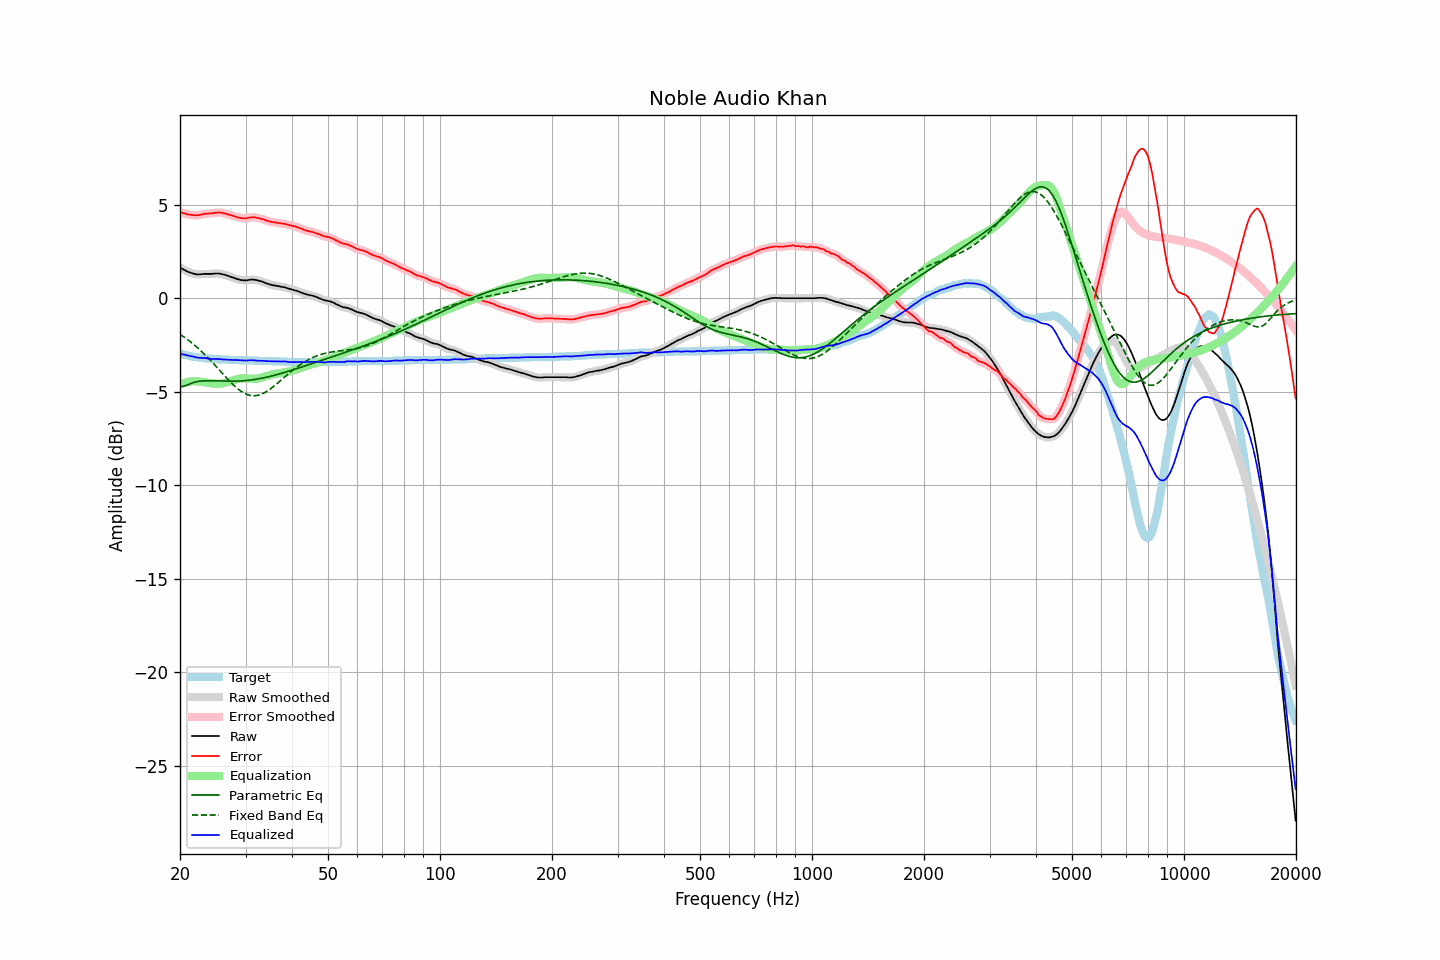 Noble Audio Khan
Amplitude (dBr)
5
0
−5
−10
−15
−20
−25
Target
Raw Smoothed
Error Smoothed
Raw
Error
Equalization
Parametric Eq
Fixed Band Eq
Equalized
20 50 100 200 500 1000 2000 5000 10000 20000
Frequency (Hz)